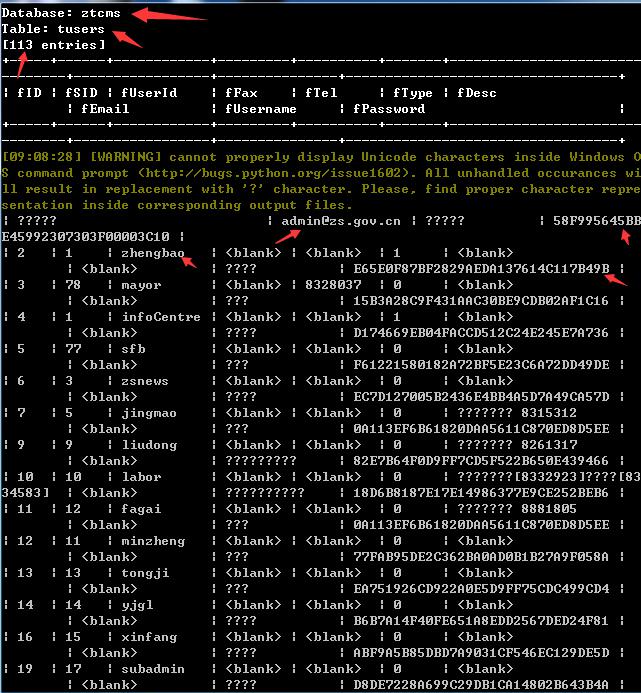 Database: ztcms
Table: tusers
[113 entries]
+------+------+------------+---------+---------+--------+------------------+
------+---------------------+--------------+----------------------------------+
| fID | fSID | fUserId | fFax | fTel | fType | fDesc
| fEmail | fUsername | fPassword |
+------+------+------------+---------+---------+--------+------------------+
------+---------------------+--------------+----------------------------------+
[09:08:28] [WARNING] cannot properly display Unicode characters inside Windows O
S command prompt (http://bugs.python.org/issue1602). All unhandled occurances wi
ll result in replacement with '?' character. Please, find proper character repre
sentation inside corresponding output files.
| ????? | admin@zs.gov.cn | ????? | 58F995645BB
E45992307303F00003C10 |
| 2 | 1 | zhengbao | <blank> | <blank> | 1 | <blank>
| <blank> | ???? | E65E0F87BF2829AEDA137614C117B49B |
| 3 | 78 | mayor | <blank> | 8328037 | 0 | <blank>
| <blank> | ???? | 15B3A28C9F431AAC30BE9CDB02AF1C16 |
| 4 | 1 | infoCentre | <blank> | <blank> | 1 | <blank>
| <blank> | ???? | D174669EB04FACCD512C24E245E7A736 |
| 5 | 77 | sfb | <blank> | <blank> | 0 | <blank>
| <blank> | ??? | F61221580182A72BF5E23C6A72DD49DE |
| 6 | 3 | zsnews | <blank> | <blank> | 0 | <blank>
| <blank> | ???? | EC7D127005B2436E4BB4A5D7A49CA57D |
| 7 | 5 | jingmao | <blank> | <blank> | 0 | ??????? 8315312
| <blank> | ??? | 0A113EF6B61820DAA5611C870ED8D5EE |
| 9 | 9 | liudong | <blank> | <blank> | 0 | ??????? 8261317
| <blank> | ????????? | 82E7B64F0D9FF7CD5F522B650E439466 |
| 10 | 10 | labor | <blank> | <blank> | 0 | ???????[8332923]????[83
34583] | <blank> | ?????????? | 18D6B8187E17E14986377E9CE252BEB6 |
| 11 | 12 | fagai | <blank> | <blank> | 0 | ??????? 8881805
| <blank> | ??? | 0A113EF6B61820DAA5611C870ED8D5EE |
| 12 | 11 | minzheng | <blank> | <blank> | 0 | <blank>
| <blank> | ??? | 77FAB95DE2C362BA0AD0B1B27A9F058A |
| 13 | 13 | tongji | <blank> | <blank> | 0 | <blank>
| <blank> | ??? | EA751926CD922A0E5D9FF75CDC499CD4 |
| 14 | 14 | yjgl | <blank> | <blank> | 0 | <blank>
| <blank> | ???? | B6B7A14F40FE651A8EDD2567DED24F81 |
| 16 | 15 | xinfang | <blank> | <blank> | 0 | <blank>
| <blank> | ??? | ABF9A5B85DBD7A9031CF546EC129DE5D |
| 19 | 17 | subadmin | <blank> | <blank> | 0 | <blank>
| <blank> | ???? | D8DE7228A699C29DB1CA14802B643B4A |